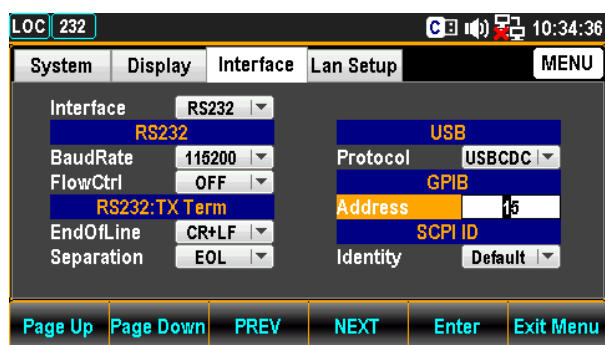 LOC 232 C 10:34:36
System Display Interface Lan Setup MENU
Interface RS232
RS232 USB
BaudRate 115200 Protocol USBCDC
FlowCtrl OFF GPIB
RS232:TX Term Address 15
EndOfLine CR+LF SCPI ID
Separation EOL Identity Default
Page Up Page Down PREV NEXT Enter Exit Menu